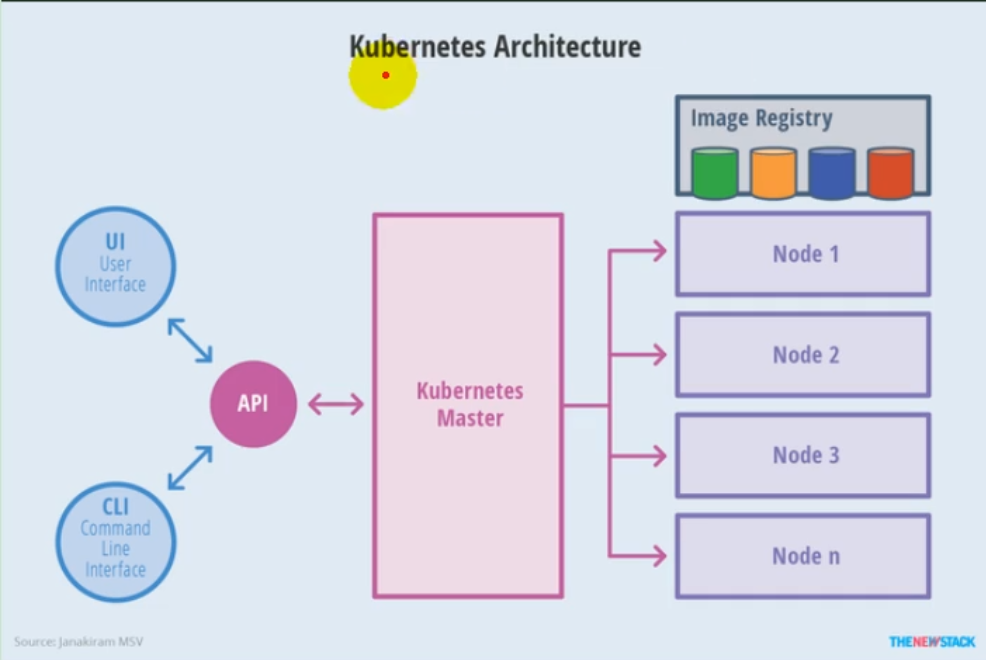 Kubernetes Architecture
Image Registry
UI
User
Interface
Node 1
Node 2
API
Kubernetes
Master
Node 3
CLI
Command
Line
Interface
Node n
Source: Janakiram MSV
THENEWSTACK